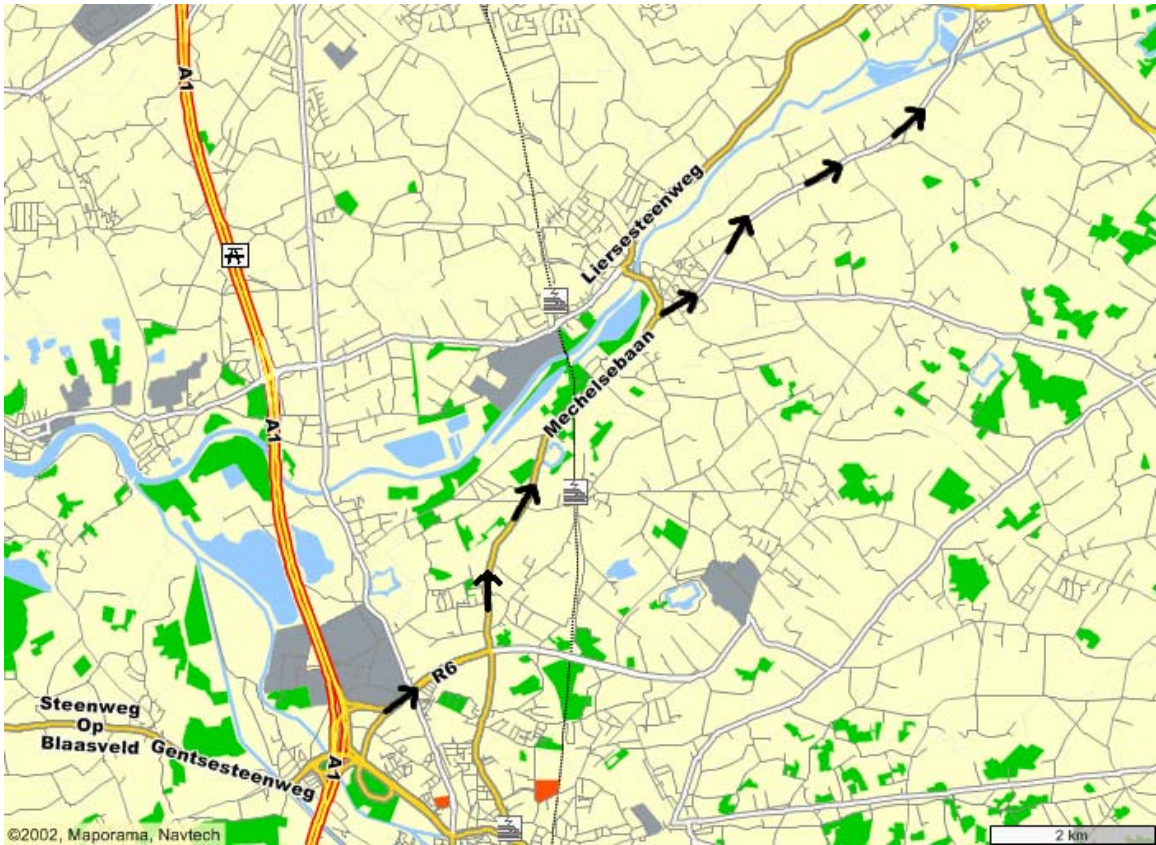 A1
Liersesteenweg
Mechelsebaan
A1
R6
Steenweg
Op
Blaasveld
Gentsesteenweg
A1
©2002, Maporama, Navtech
2 km